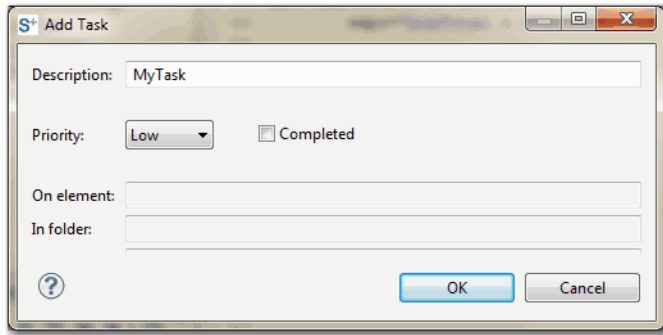 S+ Add Task
Description: MyTask
Priority: Low Completed
On element:
In folder:
?
OK Cancel